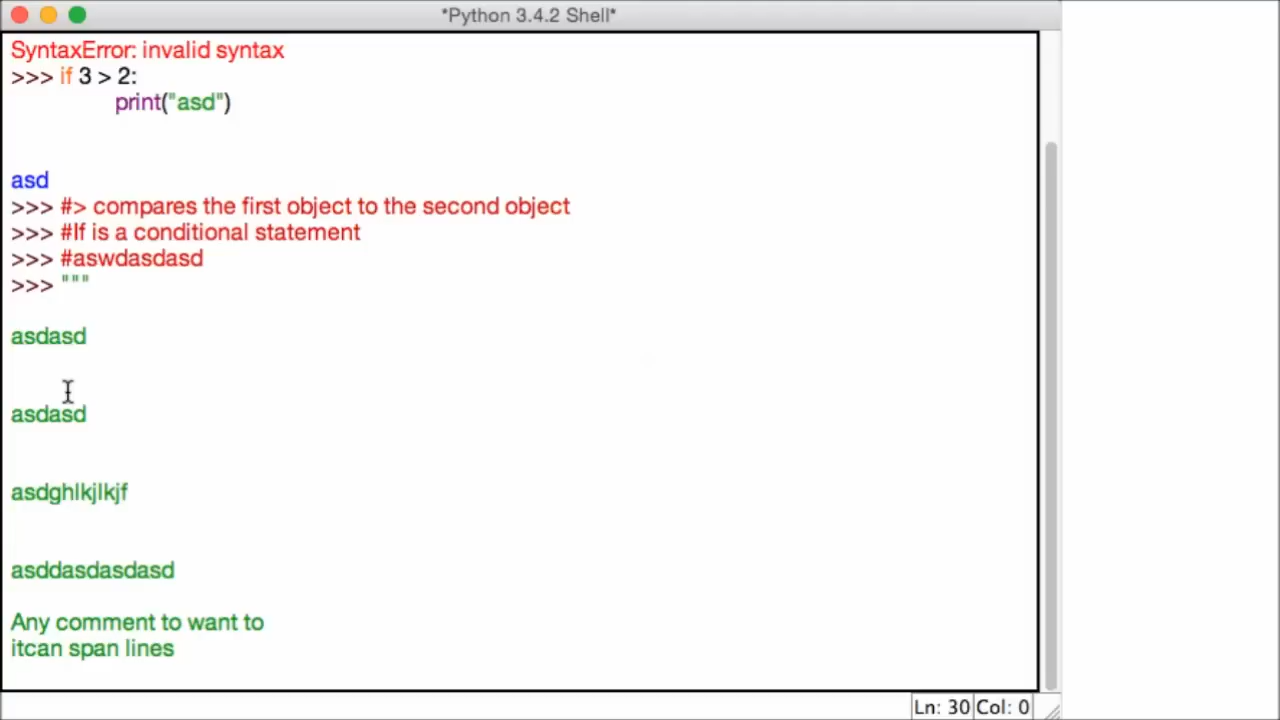 *Python 3.4.2 Shell*
SyntaxError: invalid syntax
>>> if 3 > 2:
print("asd")
asd
>>> #> compares the first object to the second object
>>> #If is a conditional statement
>>> #aswdasdasd
>>> """
asdasd
asdasd
asdghlkjlkjf
asddasdasdasd
Any comment to want to
itcan span lines
Ln: 30 Col: 0